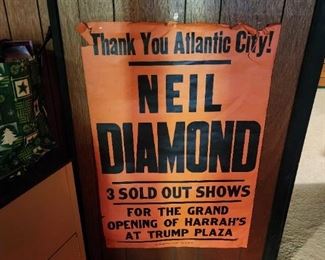 Thank You Atlantic City!
NEIL
DIAMOND
3 SOLD OUT SHOWS
FOR THE GRAND
OPENING OF HARRAH'S
AT TRUMP PLAZA